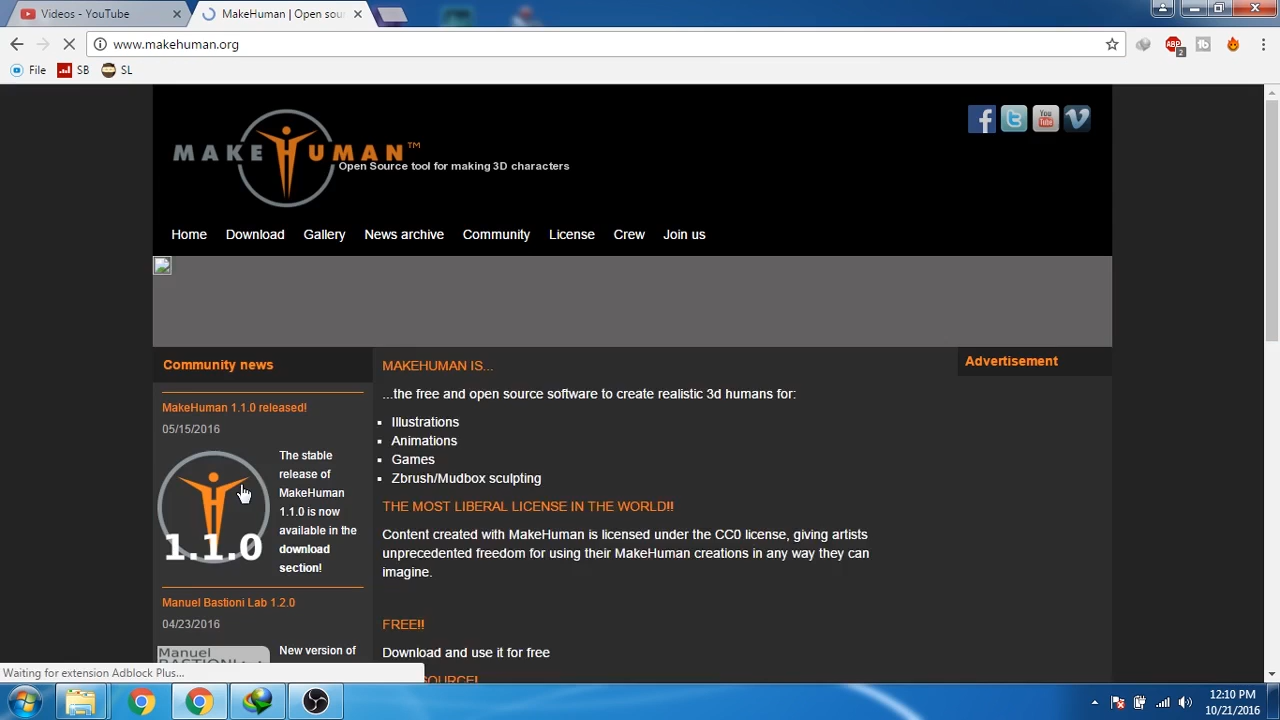 Videos - YouTube
MakeHuman | Open sou
www.makehuman.org
File SB SL
ABP 2
MAKEHUMAN™
Open Source tool for making 3D characters
You Tube
Home Download Gallery News archive Community License Crew Join us
Community news
MakeHuman 1.1.0 released!
05/15/2016
1.1.0
The stable
release of
MakeHuman
1.1.0 is now
available in the
download
section!
Manuel Bastioni Lab 1.2.0
04/23/2016
Manuel
New version of
MAKEHUMAN IS...
...the free and open source software to create realistic 3d humans for:
Illustrations
Animations
Games
Zbrush/Mudbox sculpting
THE MOST LIBERAL LICENSE IN THE WORLD!!
Content created with MakeHuman is licensed under the CC0 license, giving artists
unprecedented freedom for using their MakeHuman creations in any way they can
imagine.
FREE!!
Download and use it for free
SOURCE!
Advertisement
Waiting for extension Adblock Plus...
12:10 PM
10/21/2016